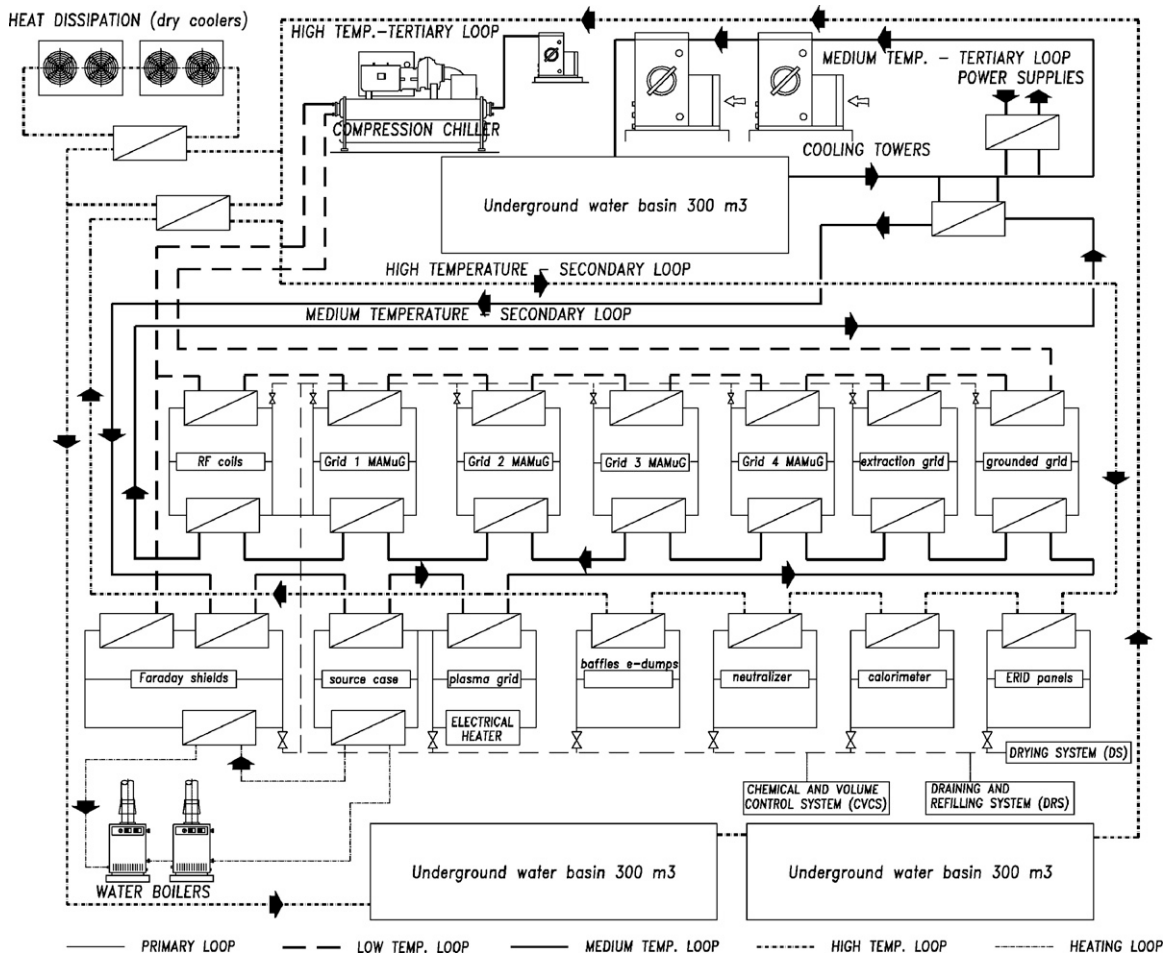 HEAT DISSIPATION (dry coolers)
HIGH TEMP.-TERTIARY LOOP
MEDIUM TEMP. - TERTIARY LOOP
POWER SUPPLIES
COMPRESSION CHILLER
COOLING TOWERS
Underground water basin 300 m3
HIGH TEMPERATURE - SECONDARY LOOP
MEDIUM TEMPERATURE - SECONDARY LOOP
RF coils
Grid 1 MAMuG
Grid 2 MAMuG
Grid 3 MAMuG
Grid 4 MAMuG
extraction grid
grounded grid
Faraday shields
source case
plasma grid
baffles e-dumps
neutralizer
calorimeter
ERID panels
ELECTRICAL
HEATER
DRYING SYSTEM (DS)
CHEMICAL AND VOLUME
CONTROL SYSTEM (CVCS)
DRAINING AND
REFILLING SYSTEM (DRS)
WATER BOILERS
Underground water basin 300 m3
Underground water basin 300 m3
PRIMARY LOOP
LOW TEMP. LOOP
MEDIUM TEMP. LOOP
HIGH TEMP. LOOP
HEATING LOOP